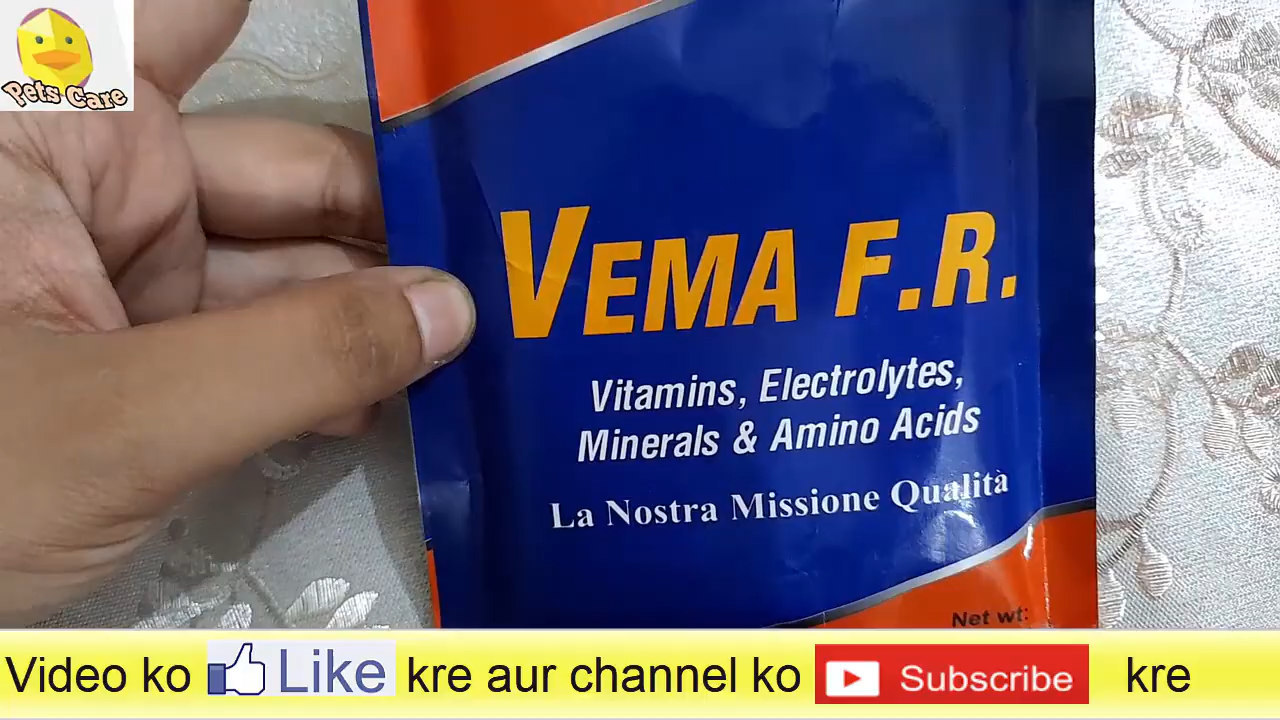 Pets Care
VEMA F.R.
Vitamins, Electrolytes,
Minerals & Amino Acids
La Nostra Missione Qualità
Net wt:
Video ko Like kre aur channel ko Subscribe kre